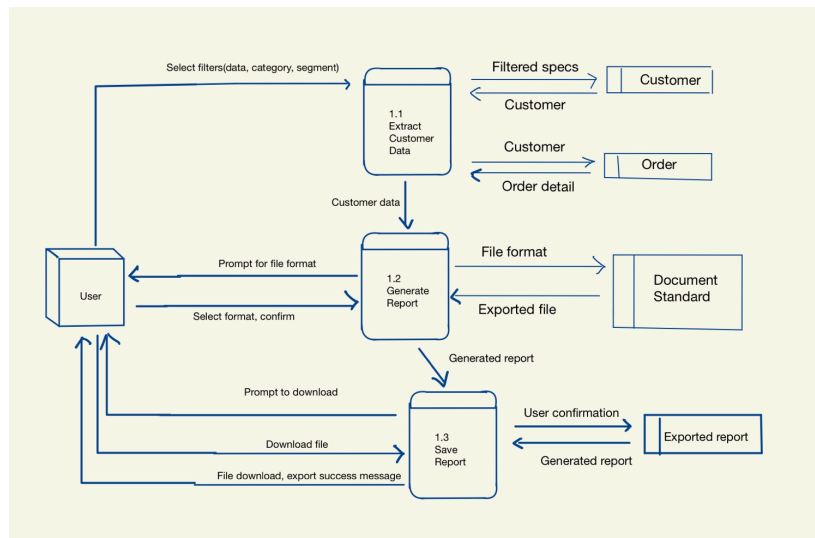 Select filters(data, category, segment)
Filtered specs
Customer
Customer
1.1
Extract
Customer
Data
Customer
Order
Order detail
Customer data
Prompt for file format
File format
1.2
Generate
Report
Document
Standard
User
Select format, confirm
Exported file
Generated report
Prompt to download
User confirmation
1.3
Save
Report
Exported report
Download file
Generated report
File download, export success message